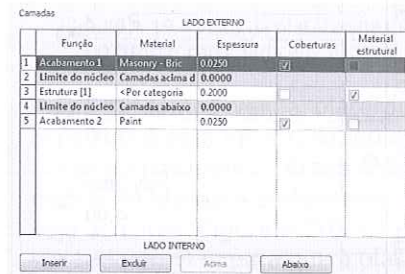 Camadas
LADO EXTERNO
Função Material Espessura Coberturas Material estrutural
1 Acabamento 1 Masonry - Bric 0.0250
2 Limite do núcleo Camadas acima d 0.0000
3 Estrutura [1] <Por categoria 0.2000
4 Limite do núcleo Camadas abaixo 0.0000
5 Acabamento 2 Paint 0.0250
LADO INTERNO
Inserir Excluir Acima Abaixo